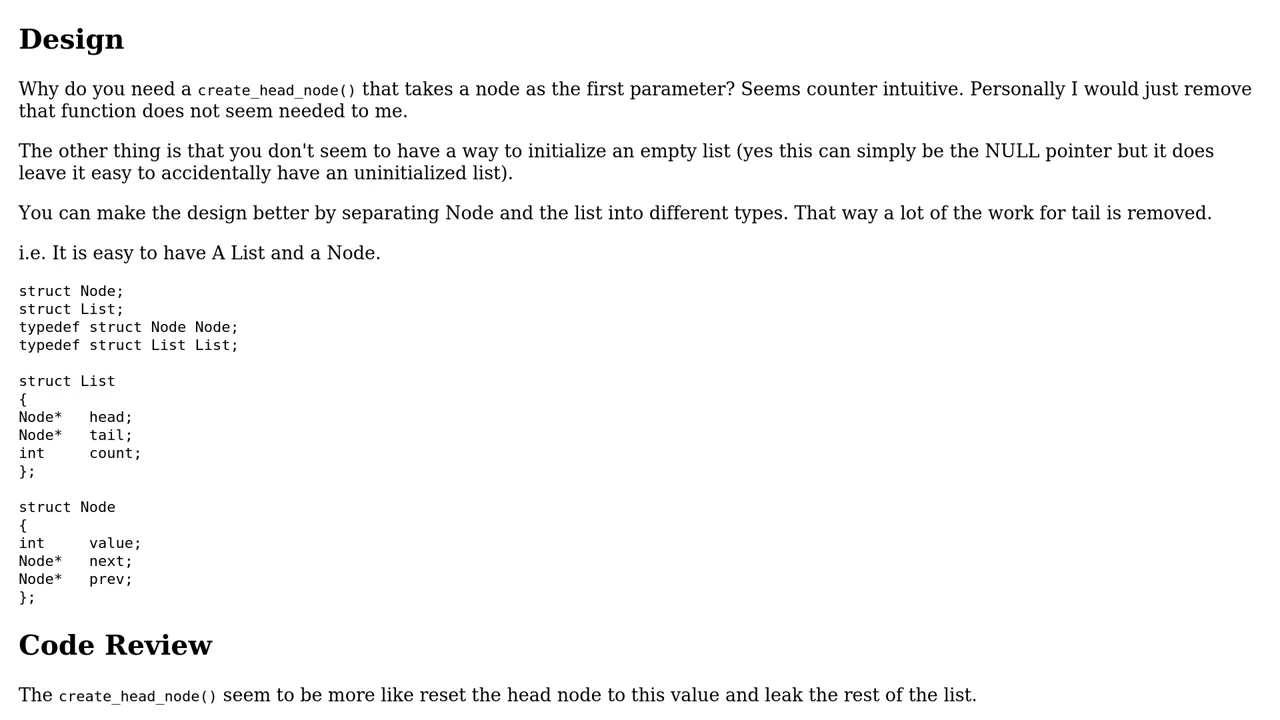 Design
Why do you need a create_head_node() that takes a node as the first parameter? Seems counter intuitive. Personally I would just remove
that function does not seem needed to me.
The other thing is that you don't seem to have a way to initialize an empty list (yes this can simply be the NULL pointer but it does
leave it easy to accidentally have an uninitialized list).
You can make the design better by separating Node and the list into different types. That way a lot of the work for tail is removed.
i.e. It is easy to have A List and a Node.
struct Node;
struct List;
typedef struct Node Node;
typedef struct List List;
struct List
{
Node*   head;
Node*   tail;
int     count;
};
struct Node
{
int     value;
Node*   next;
Node*   prev;
};
Code Review
The create_head_node() seem to be more like reset the head node to this value and leak the rest of the list.